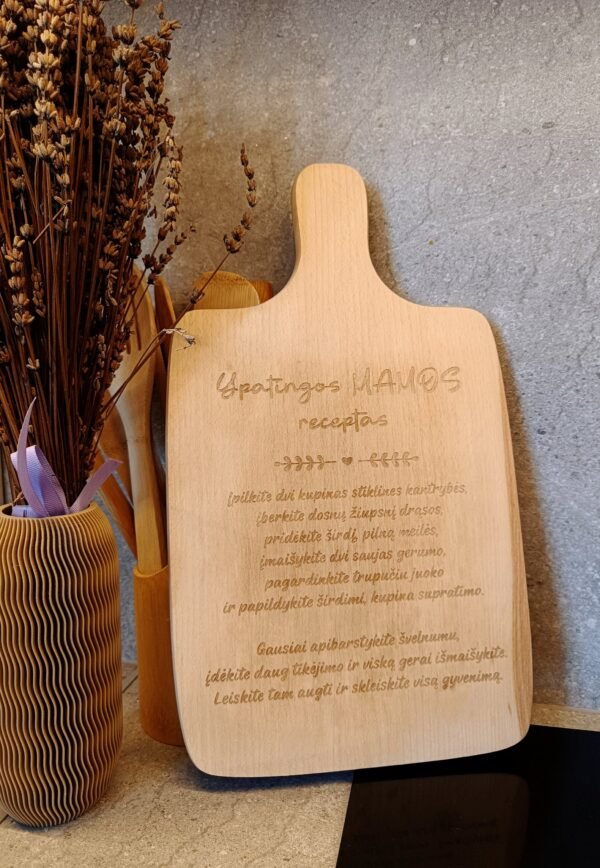 Ypatingos MAMOS
receptas
Įpilkite dvi kupinas stiklines kantrybės,
įberkite dosnų žiupsnį drąsos,
pridėkite širdį, pilną meilės,
įmaišykite dvi saujas gerumo,
pagardinkite trupučiu juoko
ir papildykite širdimi, kupina supratimo.
Gausiai apibarstykite švelnumu,
įdėkite daug tikėjimo ir viską gerai išmaišykite.
Leiskite tam augti ir skleiskite visą gyvenimą.